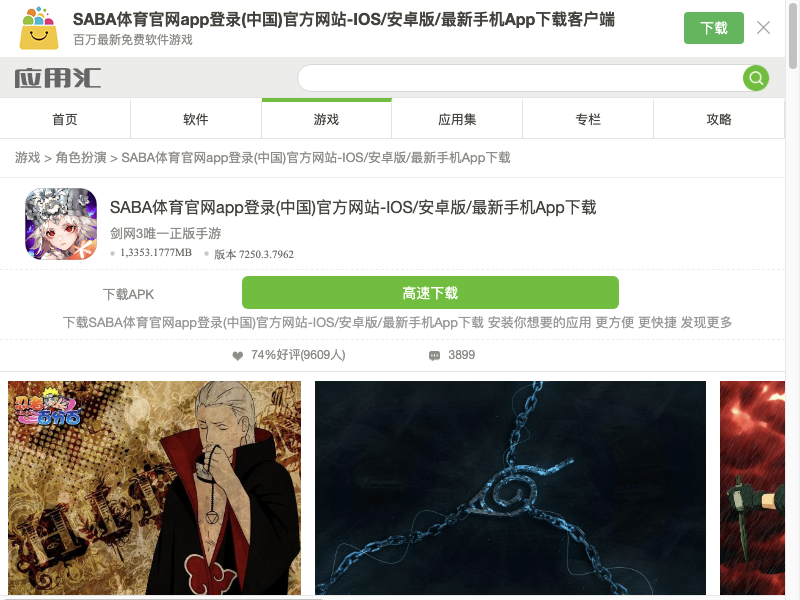 SABA体育官网app登录(中国)官方网站-IOS/安卓版/最新手机App下载客户端
百万最新免费软件游戏
下载
应用汇
首页
软件
游戏
应用集
专栏
攻略
游戏 > 角色扮演 > SABA体育官网app登录(中国)官方网站-IOS/安卓版/最新手机App下载
SABA体育官网app登录(中国)官方网站-IOS/安卓版/最新手机App下载
剑网3唯一正版手游
1,3353.1777MB
版本 7250.3.7962
下载APK
高速下载
下载SABA体育官网app登录(中国)官方网站-IOS/安卓版/最新手机App下载 安装你想要的应用 更方便 更快捷 发现更多
74%好评(9609人)
3899